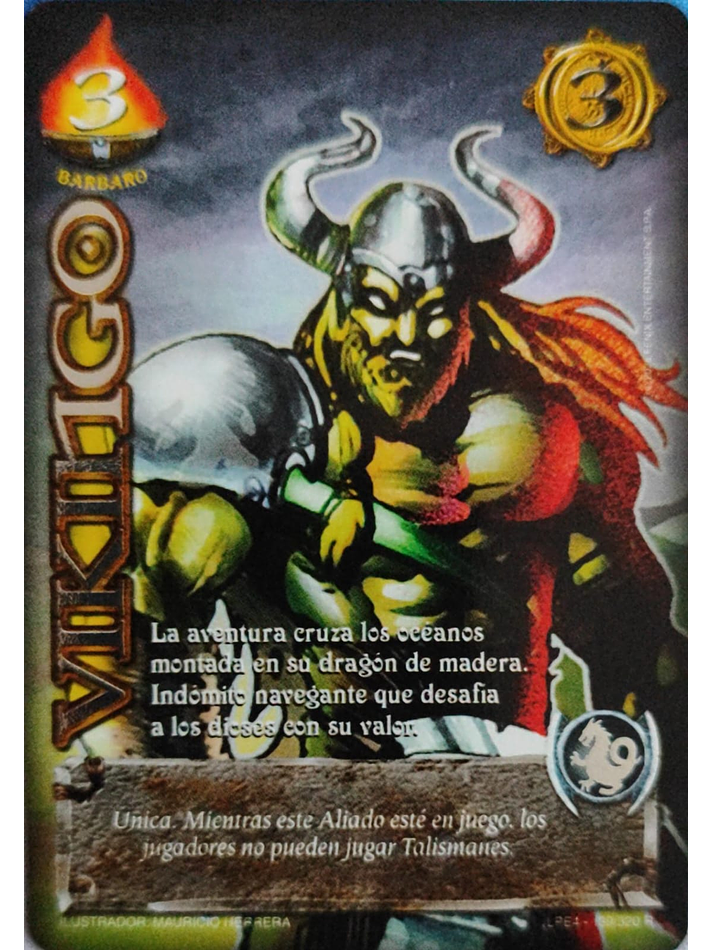 3
3
BARBARO
VIKINGO
ENTERTAINMENT S.P.A.
La aventura cruza los océanos
montada en su dragón de madera.
Indómito navegante que desafía
a los dioses con su valor.
Unica. Mientras este Aliado esté en juego, los
jugadores no pueden jugar Talismanes.
ILUSTRADOR: MAURICIO HERRERA